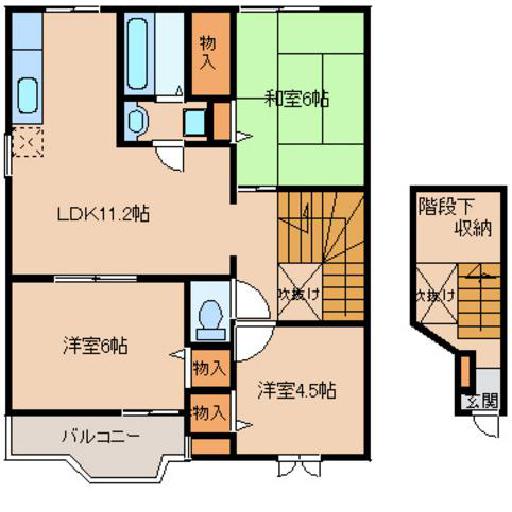 物
入
和室6帖
LDK11.2帖
階段下
収納
吹抜け
吹抜け
洋室6帖
物入
洋室4.5帖
物入
玄関
バルコニー